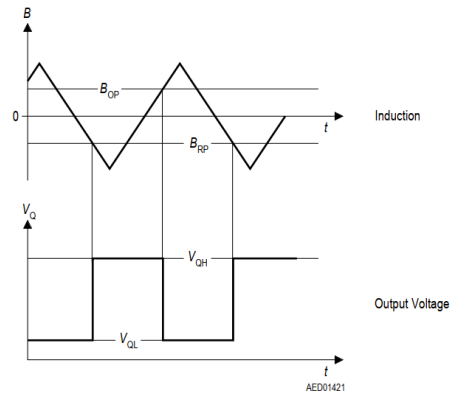 B
B_OP
0
t
Induction
B_RP
V_Q
V_QH
Output Voltage
V_QL
t
AED01421